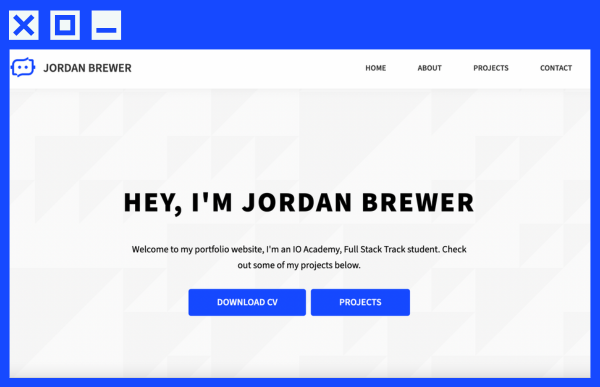 JORDAN BREWER
HOME ABOUT PROJECTS CONTACT
HEY, I'M JORDAN BREWER
Welcome to my portfolio website, I'm an IO Academy, Full Stack Track student. Check
out some of my projects below.
DOWNLOAD CV PROJECTS